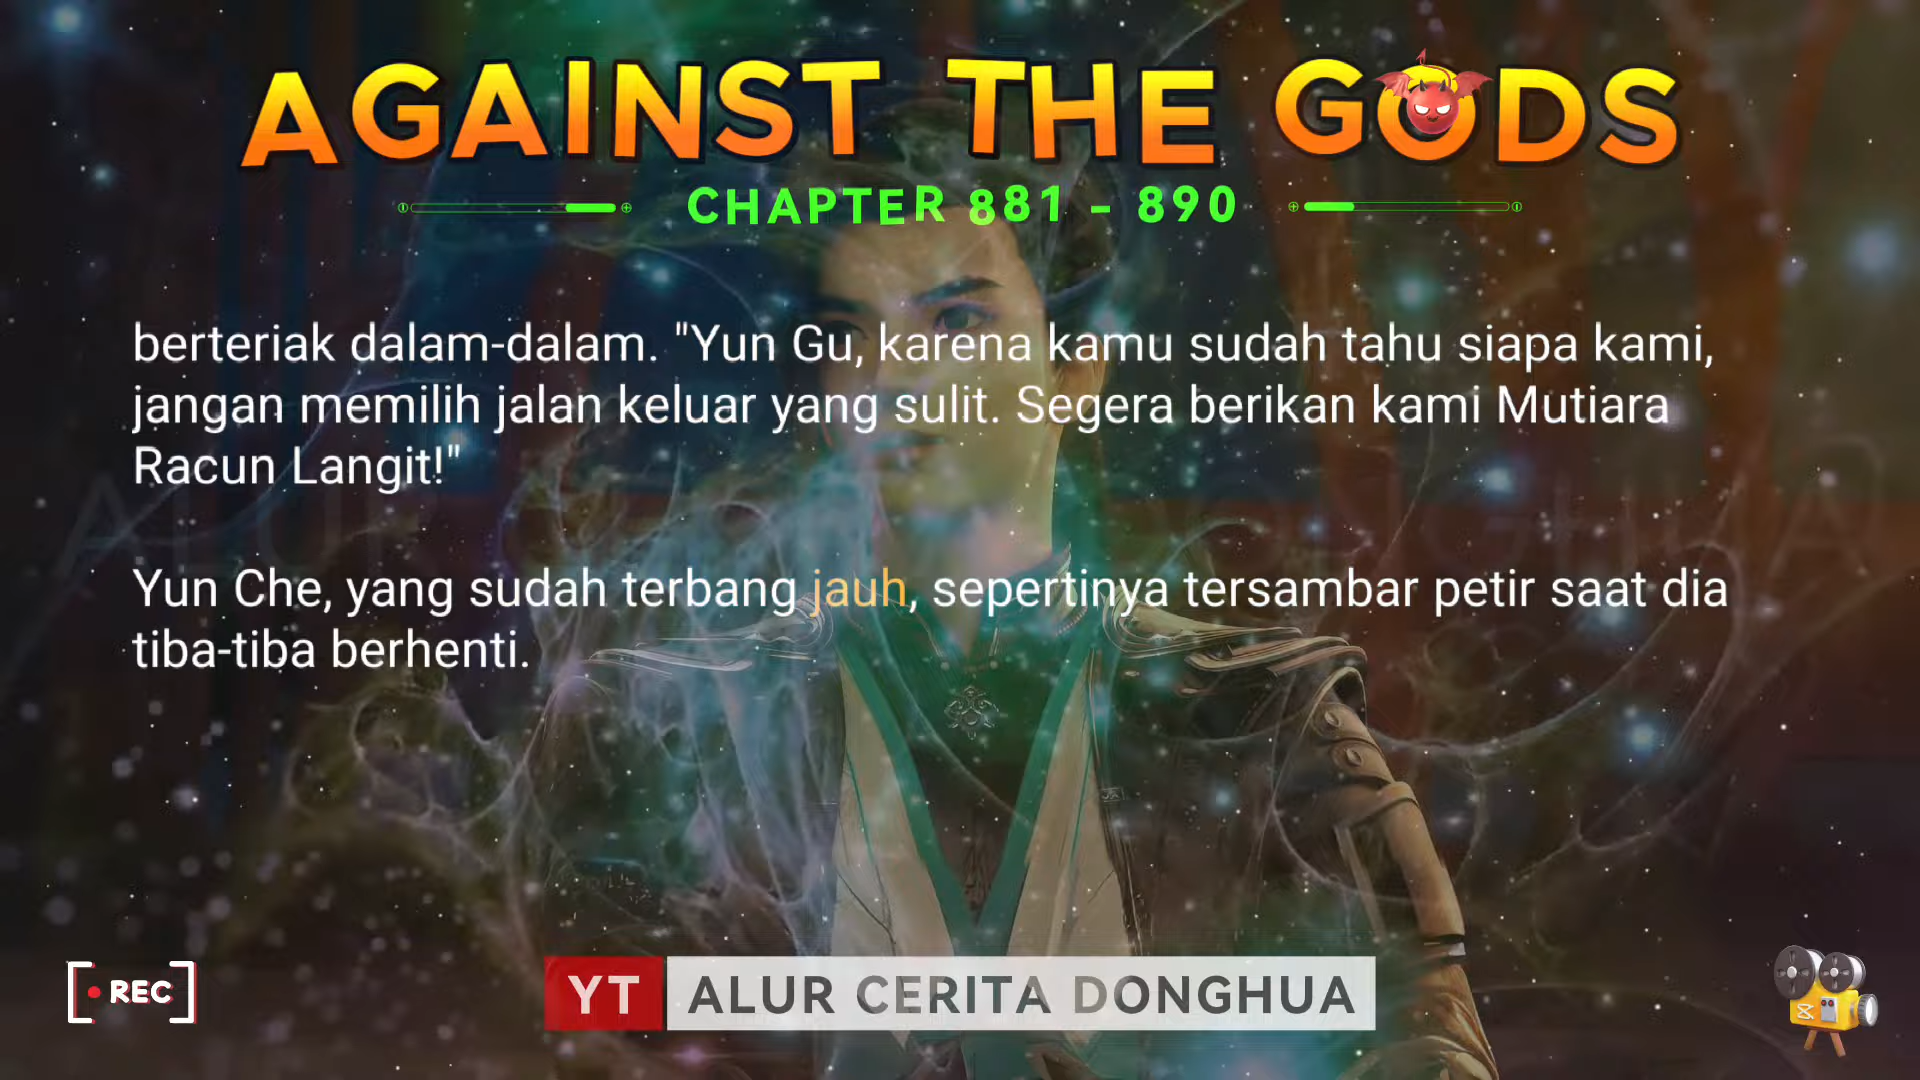 AGAINST THE GODS
CHAPTER 881 - 890
berteriak dalam-dalam. "Yun Gu, karena kamu sudah tahu siapa kami,
jangan memilih jalan keluar yang sulit. Segera berikan kami Mutiara
Racun Langit!"
Yun Che, yang sudah terbang jauh, sepertinya tersambar petir saat dia
tiba-tiba berhenti.
REC
YT ALUR CERITA DONGHUA